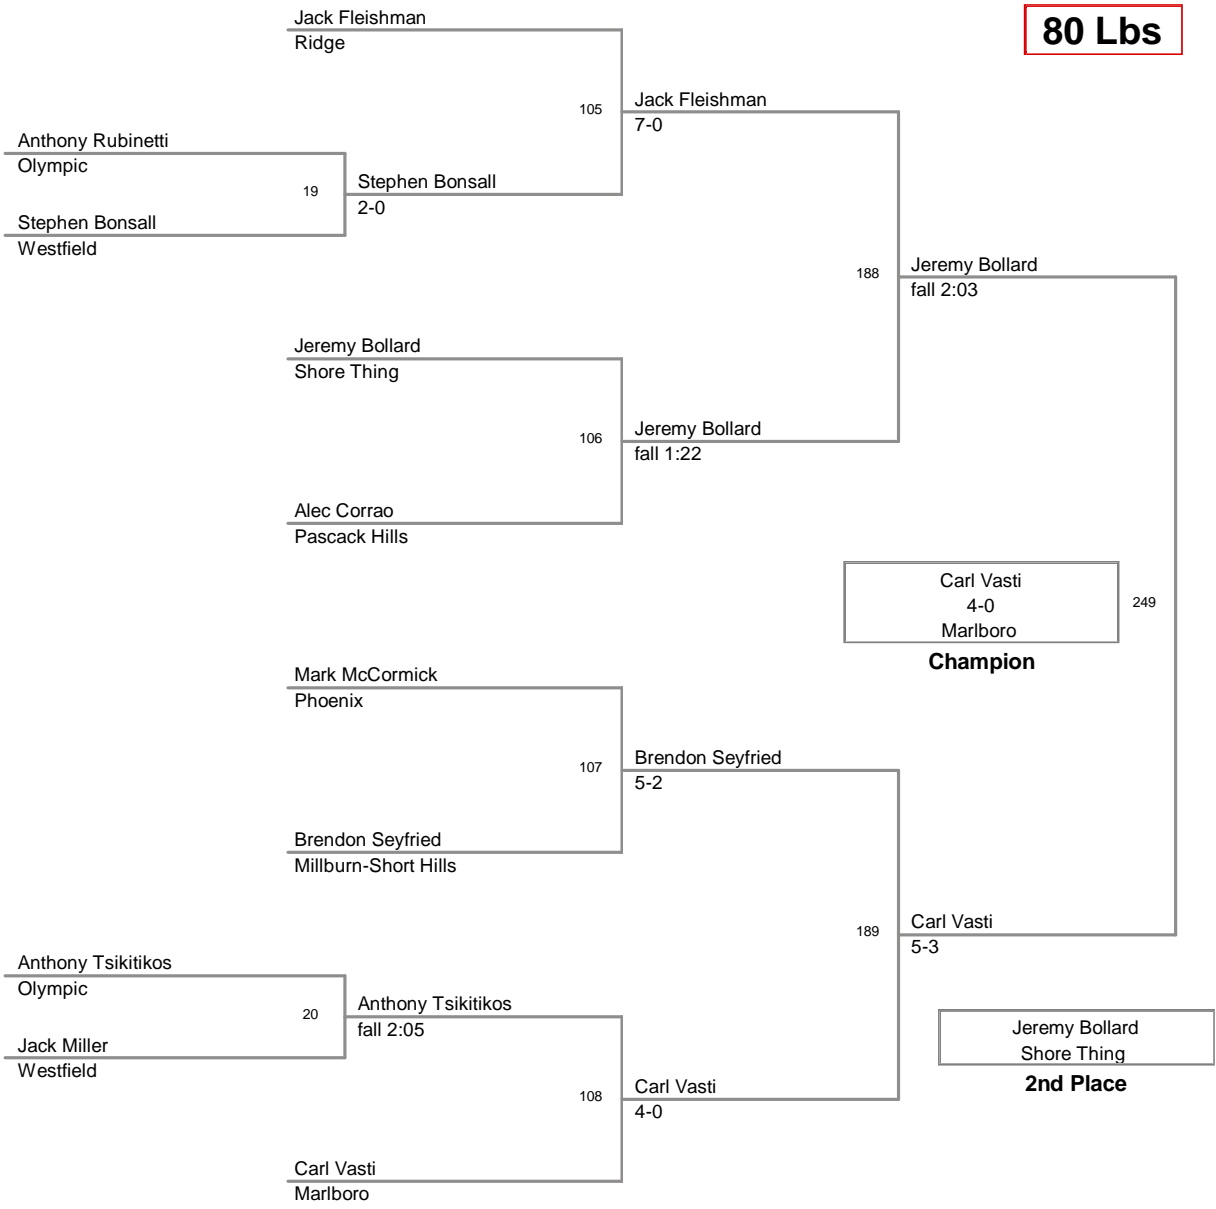 Jack Fleishman
Ridge
80 Lbs
105
Jack Fleishman
7-0
Anthony Rubinetti
Olympic
19
Stephen Bonsall
2-0
Stephen Bonsall
Westfield
188
Jeremy Bollard
fall 2:03
Jeremy Bollard
Shore Thing
106
Jeremy Bollard
fall 1:22
Alec Corrao
Pascack Hills
Carl Vasti
4-0
Marlboro
249
Champion
Mark McCormick
Phoenix
107
Brendon Seyfried
5-2
Brendon Seyfried
Millburn-Short Hills
189
Carl Vasti
5-3
Anthony Tsikitikos
Olympic
20
Anthony Tsikitikos
fall 2:05
Jack Miller
Westfield
Jeremy Bollard
Shore Thing
2nd Place
108
Carl Vasti
4-0
Carl Vasti
Marlboro